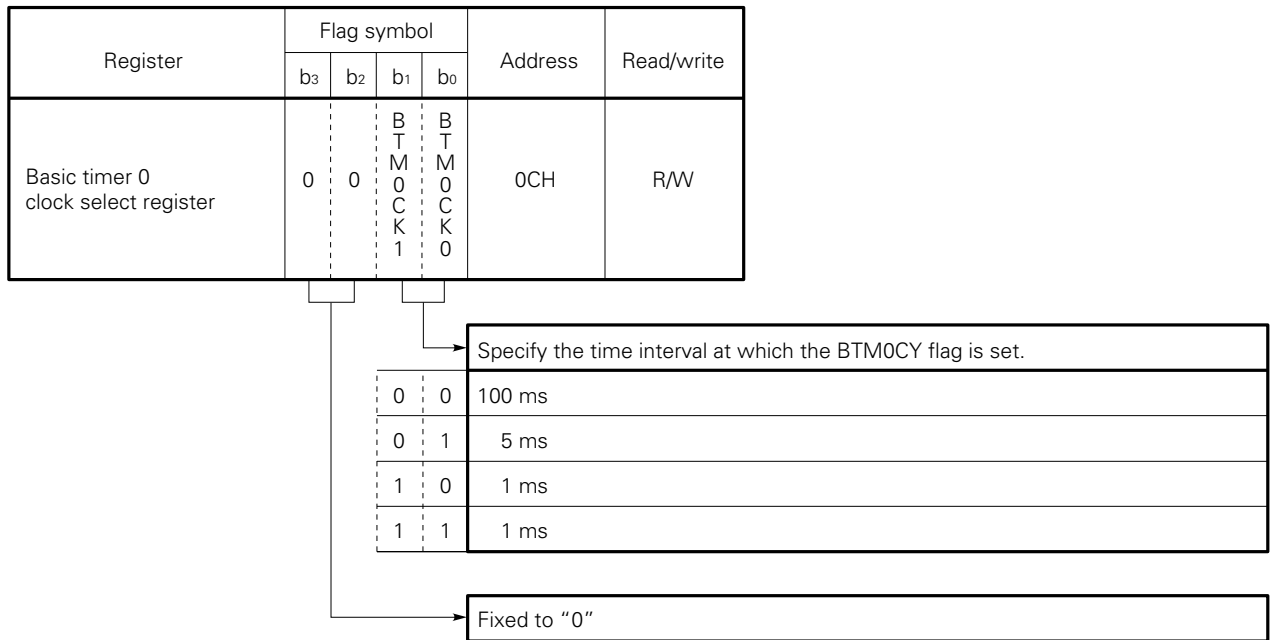 Register
Flag symbol
Address
Read/write
b3
b2
b1
b0
Basic timer 0
clock select register
0
0
BTM0CK1
BTM0CK0
0CH
R/W
Specify the time interval at which the BTM0CY flag is set.
0 0 100 ms
0 1 5 ms
1 0 1 ms
1 1 1 ms
Fixed to “0”